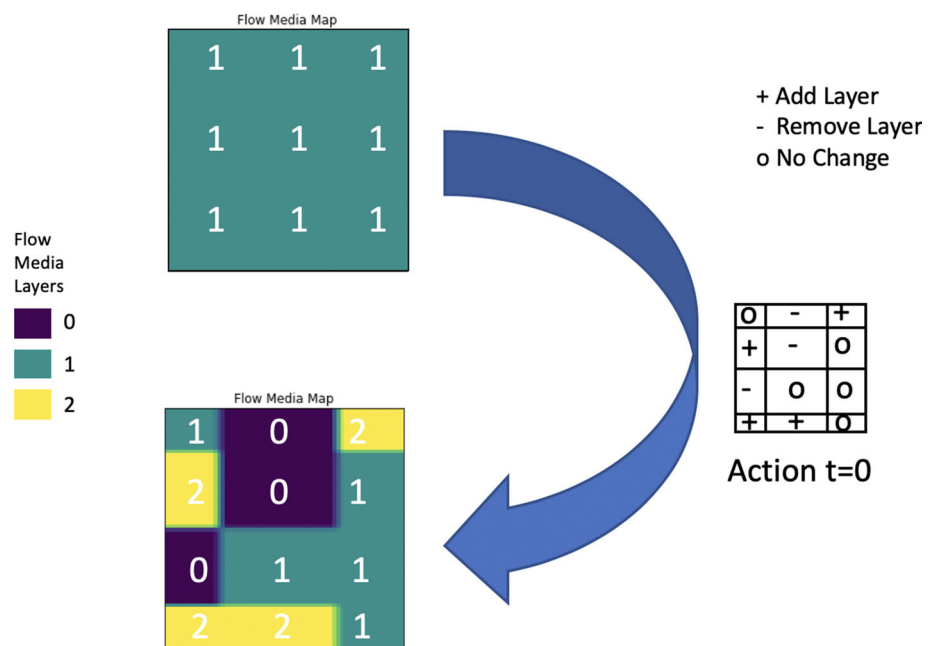 Flow Media Map
1 1 1
1 1 1
1 1 1
+ Add Layer
- Remove Layer
o No Change
Flow
Media
Layers
0
1
2
o - +
+ - o
- o o
+ + o
Action t=0
Flow Media Map
1 0 2
2 0 1
0 1 1
2 2 1